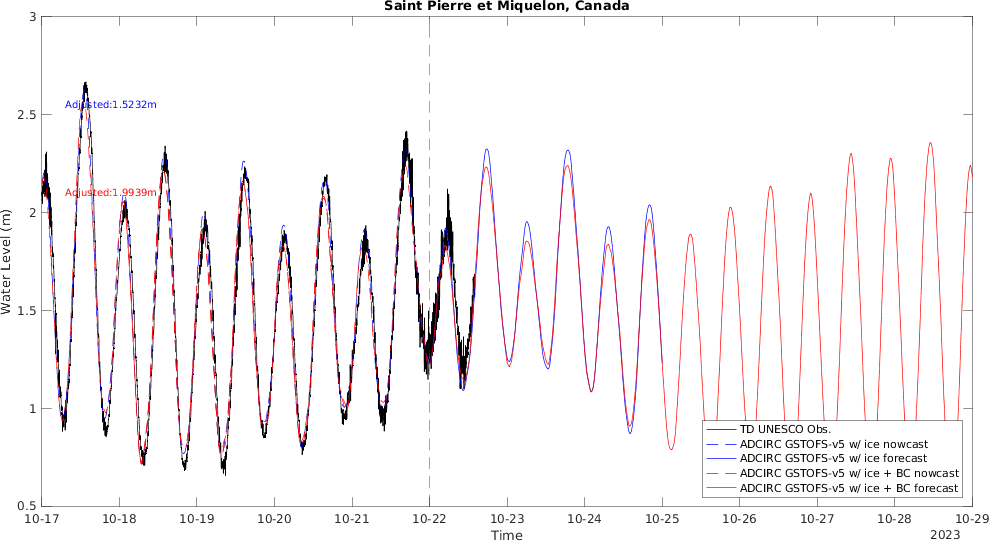 Saint Pierre et Miquelon, Canada
3
2.5
2
1.5
1
0.5
Water Level (m)
Adjusted:1.5232m
Adjusted:1.9939m
TD UNESCO Obs.
ADCIRC GSTOFS-v5 w/ ice nowcast
ADCIRC GSTOFS-v5 w/ ice forecast
ADCIRC GSTOFS-v5 w/ ice + BC nowcast
ADCIRC GSTOFS-v5 w/ ice + BC forecast
10-17 10-18 10-19 10-20 10-21 10-22 10-23 10-24 10-25 10-26 10-27 10-28 10-29
Time
2023